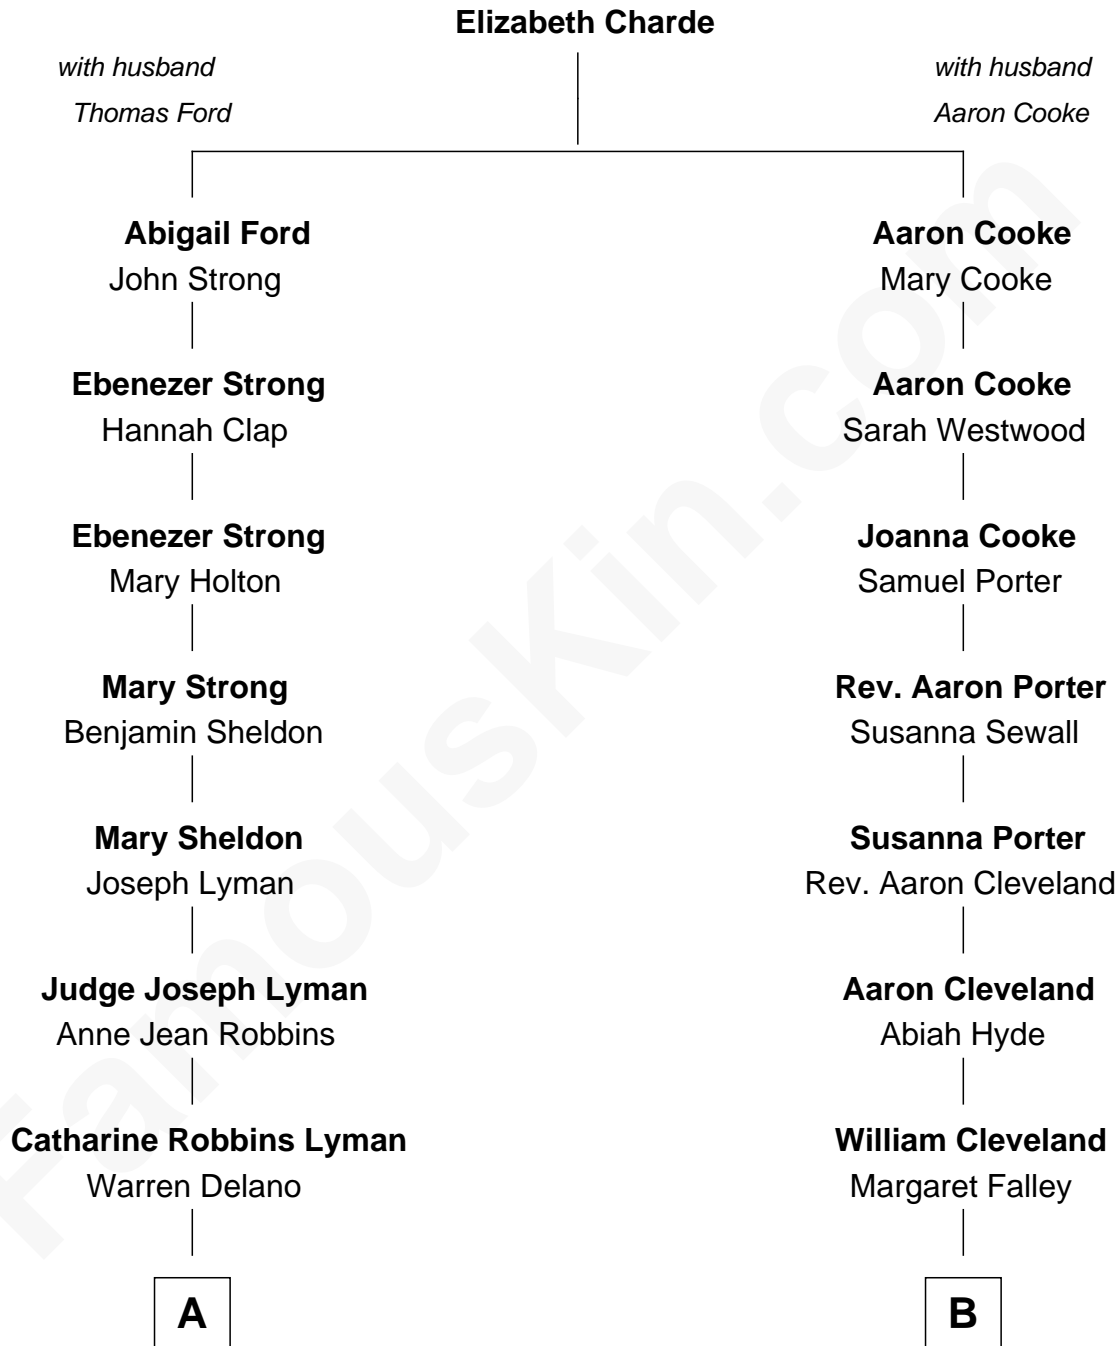 Elizabeth Charde
with husband
Thomas Ford
with husband
Aaron Cooke
Abigail Ford
John Strong
Aaron Cooke
Mary Cooke
Ebenezer Strong
Hannah Clap
Aaron Cooke
Sarah Westwood
Ebenezer Strong
Mary Holton
Joanna Cooke
Samuel Porter
Mary Strong
Benjamin Sheldon
Rev. Aaron Porter
Susanna Sewall
Mary Sheldon
Joseph Lyman
Susanna Porter
Rev. Aaron Cleveland
Judge Joseph Lyman
Anne Jean Robbins
Aaron Cleveland
Abiah Hyde
Catharine Robbins Lyman
Warren Delano
William Cleveland
Margaret Falley
A
B
FamousKin.com